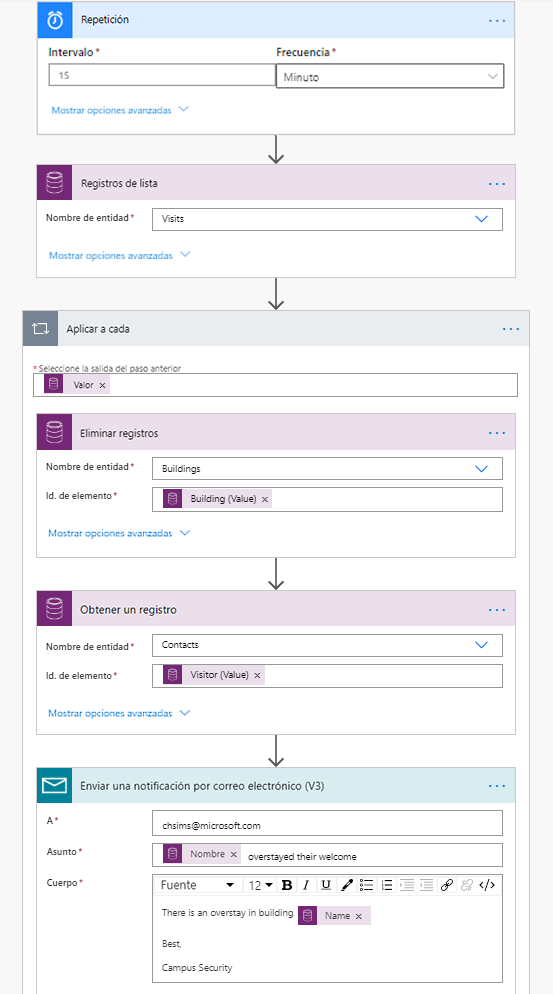 Repetición
Intervalo *
Frecuencia *
15
Minuto
Mostrar opciones avanzadas
Registros de lista
Nombre de entidad *
Visits
Mostrar opciones avanzadas
Aplicar a cada
* Seleccione la salida del paso anterior
Valor x
Eliminar registros
Nombre de entidad *
Buildings
Id. de elemento *
Building (Value) x
Mostrar opciones avanzadas
Obtener un registro
Nombre de entidad *
Contacts
Id. de elemento *
Visitor (Value) x
Mostrar opciones avanzadas
Enviar una notificación por correo electrónico (V3)
A *
chsims@microsoft.com
Asunto *
Nombre x overstayed their welcome
Cuerpo *
Fuente 12 B I U </>
There is an overstay in building Name x
Best,
Campus Security